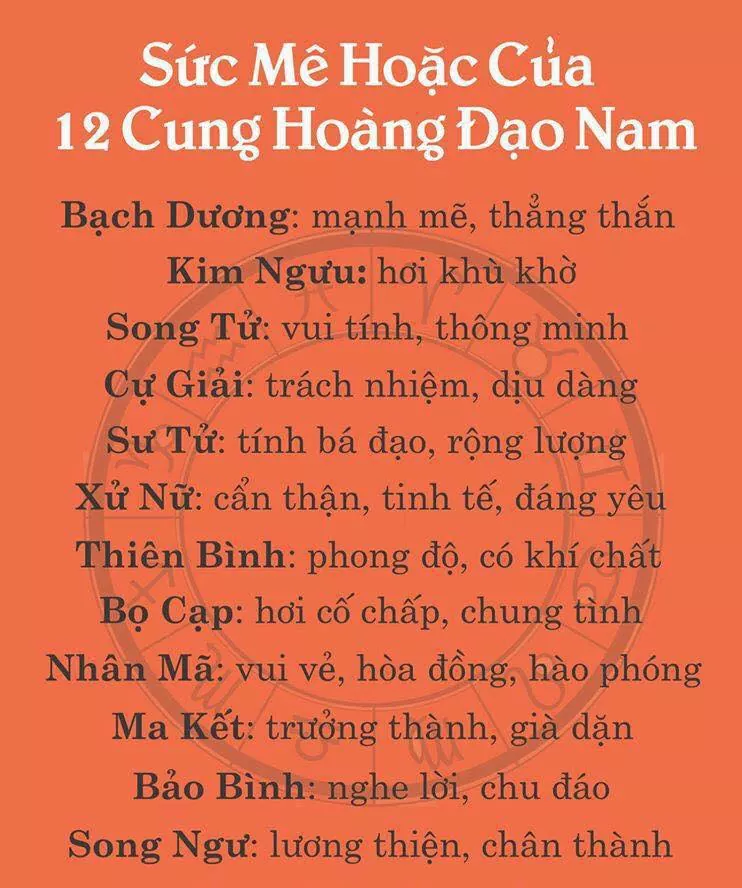 Sức Mê Hoặc Của
12 Cung Hoàng Đạo Nam
Bạch Dương: mạnh mẽ, thẳng thắn
Kim Ngưu: hơi khù khờ
Song Tử: vui tính, thông minh
Cự Giải: trách nhiệm, dịu dàng
Sư Tử: tính bá đạo, rộng lượng
Xử Nữ: cẩn thận, tinh tế, đáng yêu
Thiên Bình: phong độ, có khí chất
Bọ Cạp: hơi cố chấp, chung tình
Nhân Mã: vui vẻ, hòa đồng, hào phóng
Ma Kết: trưởng thành, già dặn
Bảo Bình: nghe lời, chu đáo
Song Ngư: lương thiện, chân thành